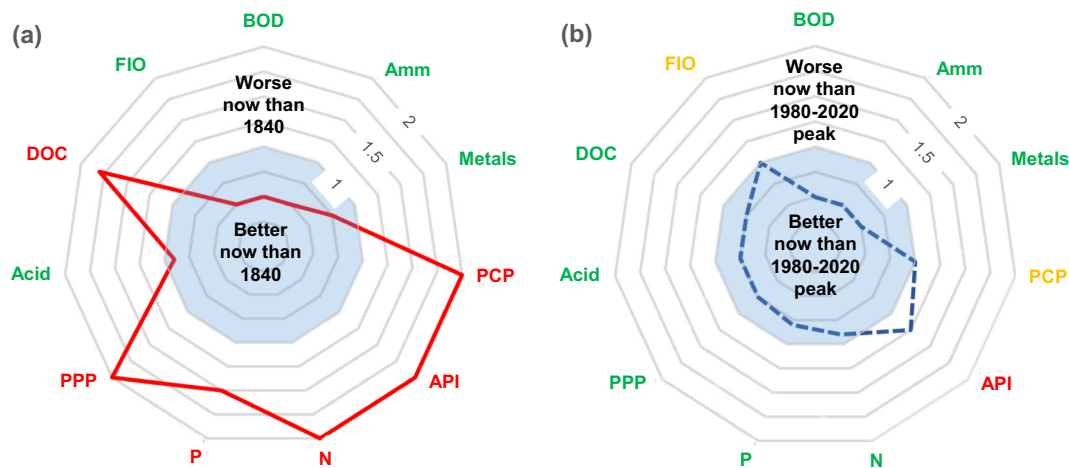 (a)
BOD
FIO
Amm
Worse
now than
1840
2
1.5
DOC
Metals
1
Better
now than
1840
Acid
PCP
PPP
API
P
N
(b)
BOD
FIO
Amm
Worse
now than
1980-2020
peak
2
1.5
DOC
Metals
1
Better
now than
1980-2020
peak
Acid
PCP
PPP
API
P
N